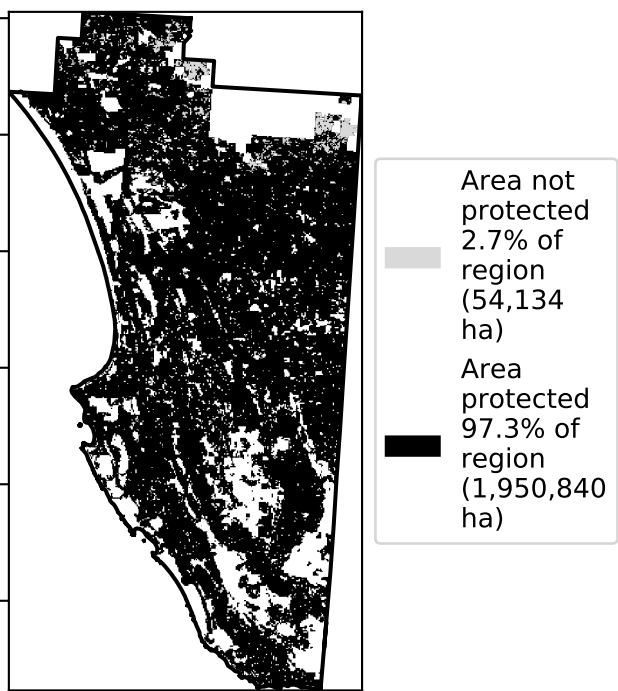 Area not
protected
2.7% of
region
(54,134
ha)
Area
protected
97.3% of
region
(1,950,840
ha)